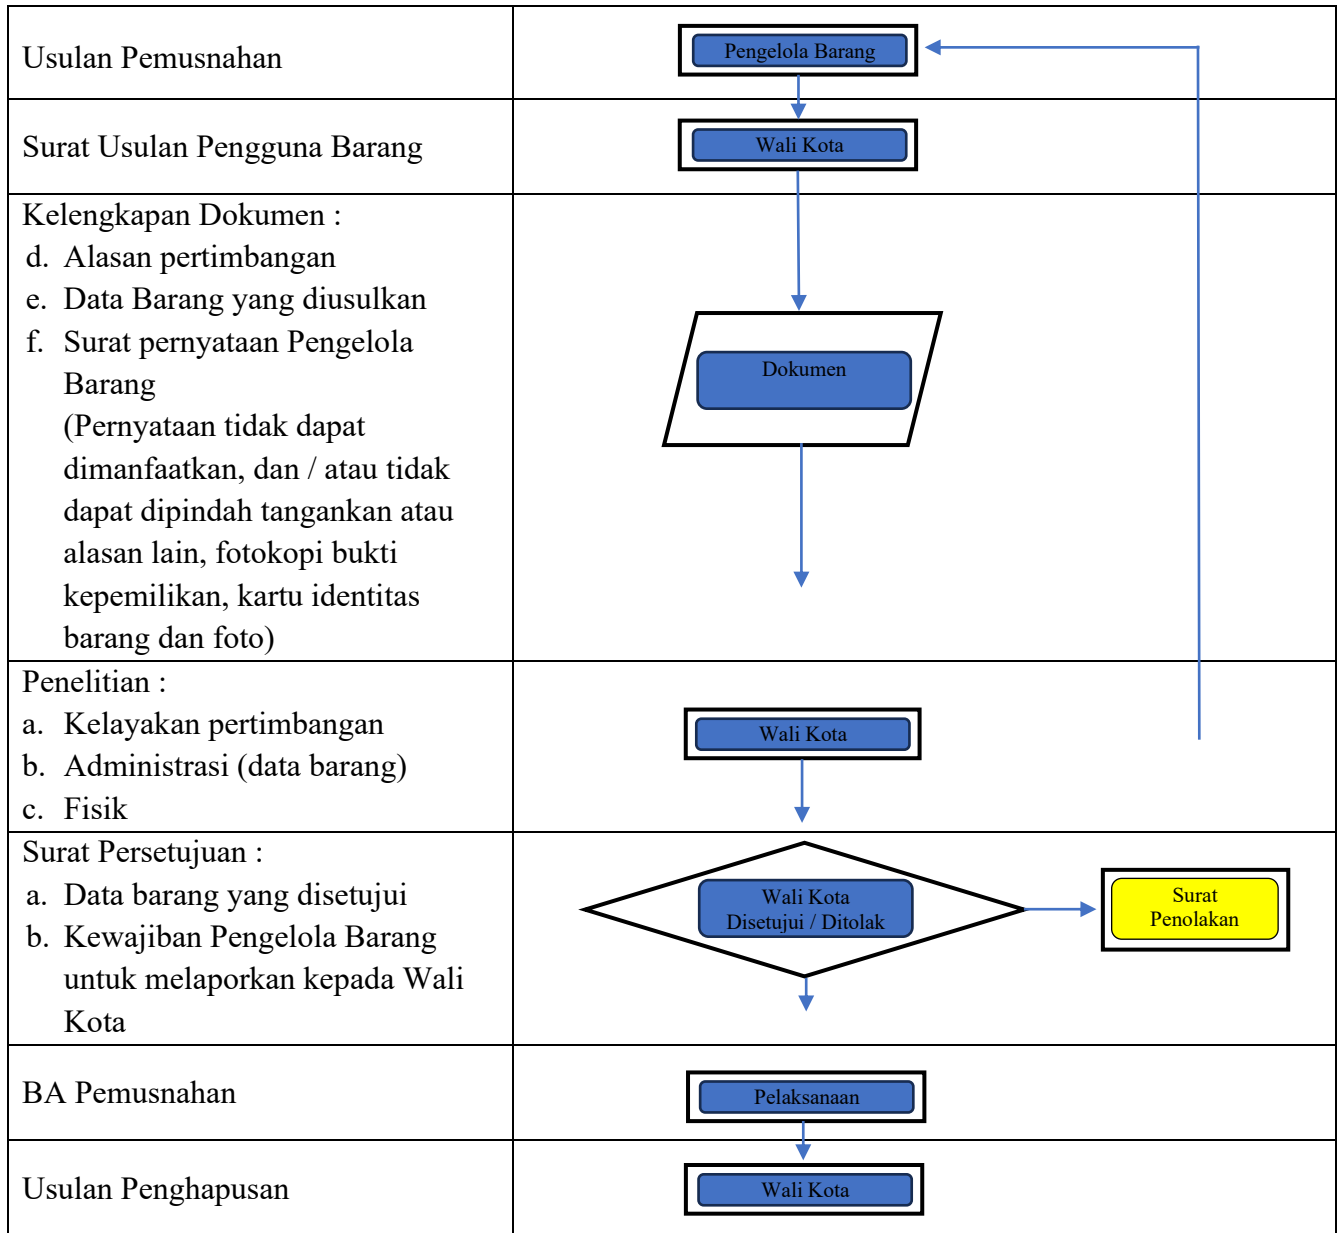 Usulan Pemusnahan
Pengelola Barang
Surat Usulan Pengguna Barang
Wali Kota
Kelengkapan Dokumen :
d. Alasan pertimbangan
e. Data Barang yang diusulkan
f. Surat pernyataan Pengelola
Barang
(Pernyataan tidak dapat
dimanfaatkan, dan / atau tidak
dapat dipindah tangankan atau
alasan lain, fotokopi bukti
kepemilikan, kartu identitas
barang dan foto)
Dokumen
Penelitian :
a. Kelayakan pertimbangan
b. Administrasi (data barang)
c. Fisik
Wali Kota
Surat Persetujuan :
a. Data barang yang disetujui
b. Kewajiban Pengelola Barang
untuk melaporkan kepada Wali
Kota
Wali Kota
Disetujui / Ditolak
Surat
Penolakan
BA Pemusnahan
Pelaksanaan
Usulan Penghapusan
Wali Kota